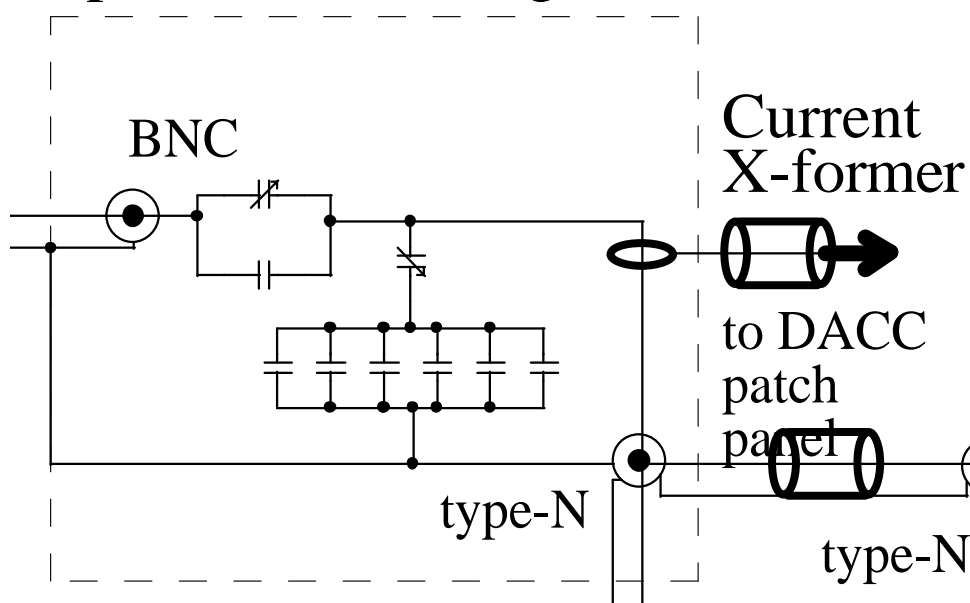 BNC
Current
X-former
to DACC
patch
panel
type-N
type-N